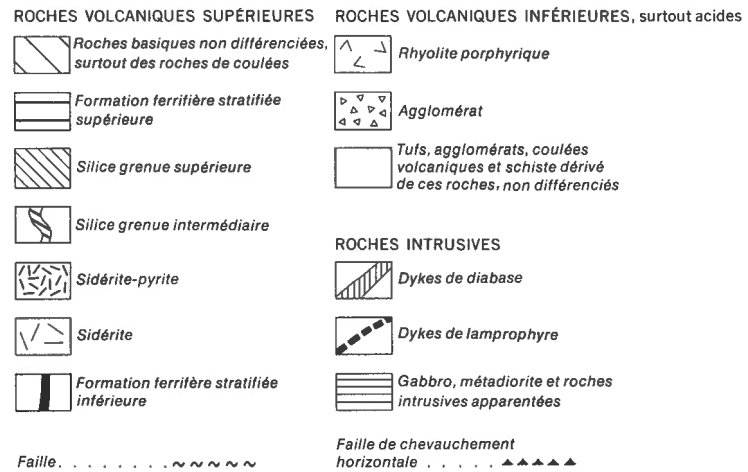 ROCHES VOLCANIQUES SUPÉRIEURES
Roches basiques non différenciées,
surtout des roches de coulées
Formation ferrifière stratifiée
supérieure
Silice grenue supérieure
Silice grenue intermédiaire
Sidérite-pyrite
Sidérite
Formation ferrifère stratifiée
inférieure
Faille. . . . . . . .
ROCHES VOLCANIQUES INFÉRIEURES, surtout acides
Rhyolite porphyrique
Agglomérat
Tufs, agglomérats, coulées
volcaniques et schiste dérivé
de ces roches, non différenciés
ROCHES INTRUSIVES
Dykes de diabase
Dykes de lamprophyre
Gabbro, métadiorite et roches
intrusives apparentées
Faille de chevauchement
horizontale . . . . .